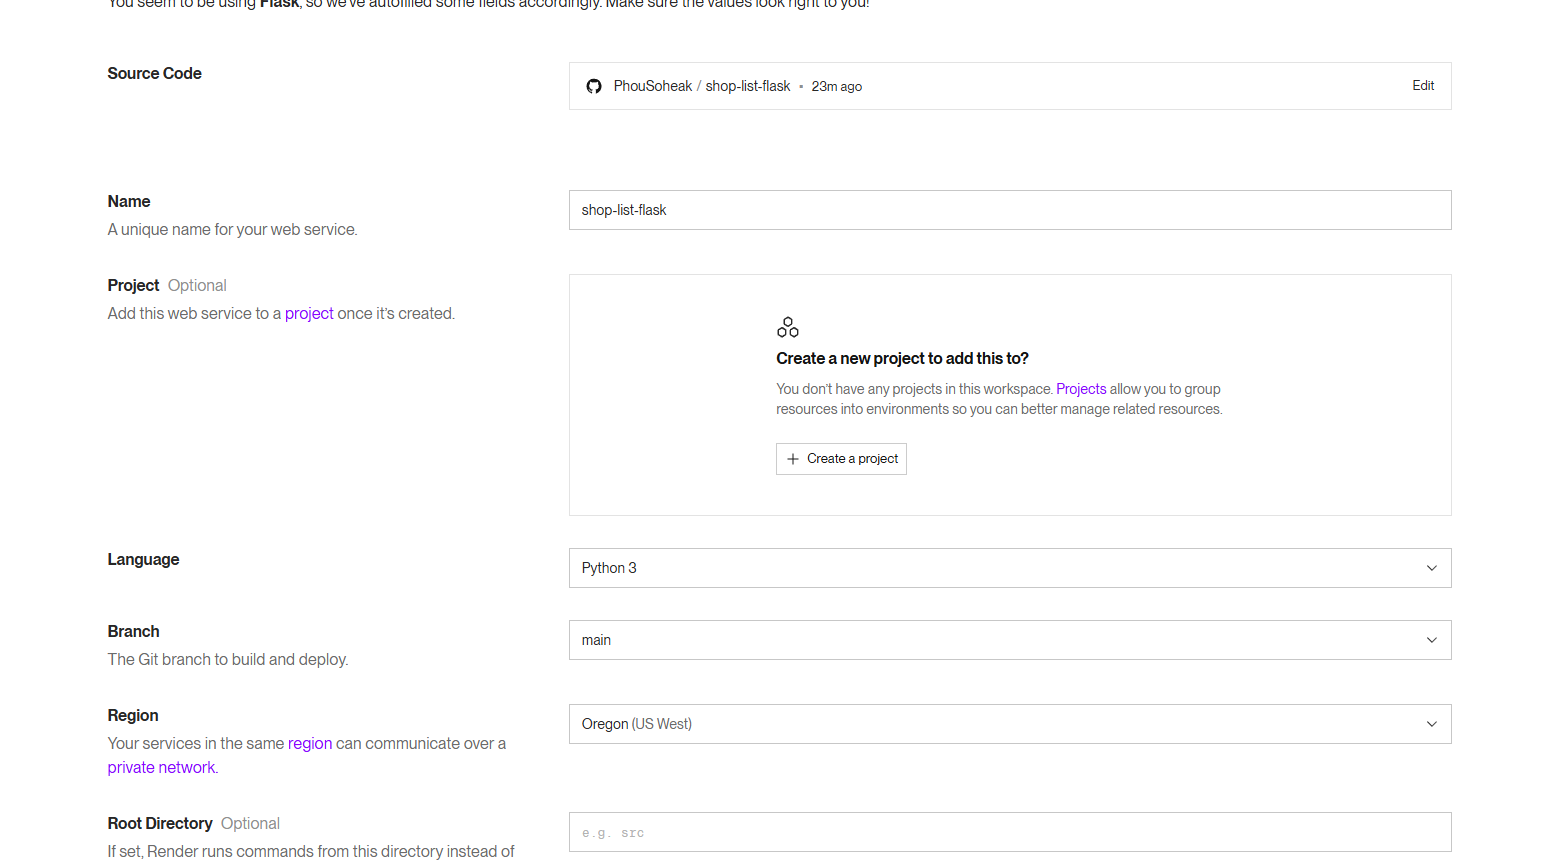 You seem to be using Flask, so we've autofilled some fields accordingly. Make sure the values look right to you!
Source Code
PhouSoheak / shop-list-flask • 23m ago
Edit
Name
A unique name for your web service.
shop-list-flask
Project Optional
Add this web service to a project once it's created.
Create a new project to add this to?
You don't have any projects in this workspace. Projects allow you to group
resources into environments so you can better manage related resources.
+ Create a project
Language
Python 3
Branch
The Git branch to build and deploy.
main
Region
Your services in the same region can communicate over a
private network.
Oregon (US West)
Root Directory Optional
If set, Render runs commands from this directory instead of
e.g. src